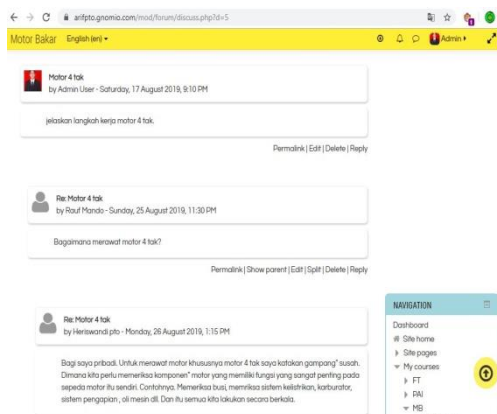 arifpto.gnomio.com/mod/forum/discuss.php?d=5
Motor Bakar English (en) Admin
Motor 4 tak
by Admin User - Saturday, 17 August 2019, 9:10 PM
jelaskan langkah kerja motor 4 tak.
Permalink | Edit | Delete | Reply
Re: Motor 4 tak
by Rauf Mando - Sunday, 25 August 2019, 11:30 PM
Bagaimana merawat motor 4 tak?
Permalink | Show parent | Edit | Split | Delete | Reply
Re: Motor 4 tak
by Heriswandi pto - Monday, 26 August 2019, 1:15 PM
Bagi saya pribadi. Untuk merawat motor khususnya motor 4 tak saya katakan gampang" susah.
Dimana kita perlu memeriksa komponen" motor yang memiliki fungsi yang sangat penting pada
sepeda motor itu sendiri. Contohnya. Memeriksa busi, memriksa sistem kelistrikan, karburator,
sistem pengapian , oli mesin dll. Dan itu semua kita lakukan secara berkala.
NAVIGATION
Dashboard
Site home
Site pages
My courses
FT
PAI
MB